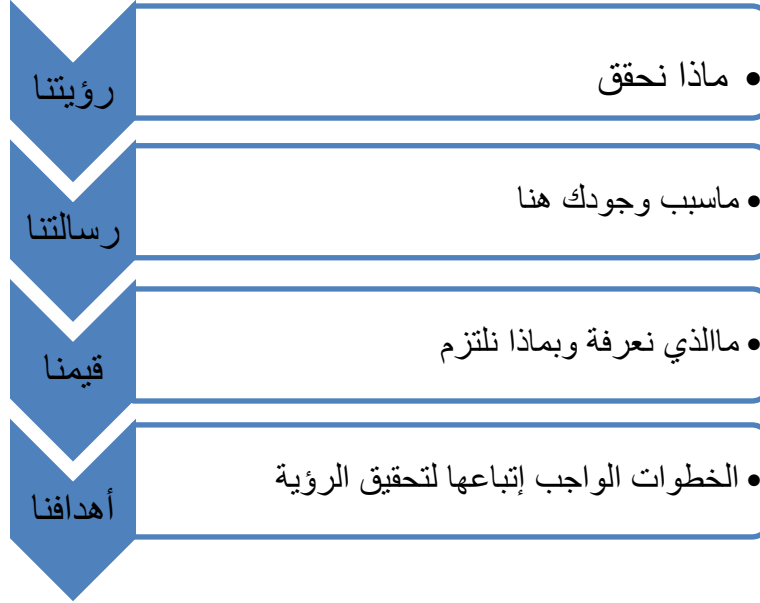 رؤيتنا
• ماذا نحقق
رسالتنا
• ماسبب وجودك هنا
قيمنا
• ماالذي نعرفة وبماذا نلتزم
أهدافنا
• الخطوات الواجب إتباعها لتحقيق الرؤية